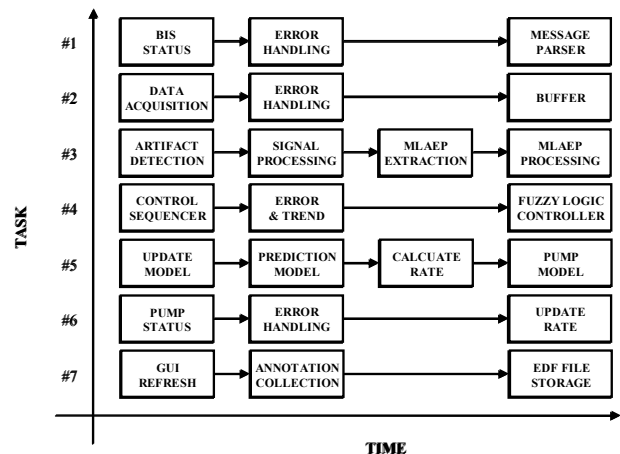 #1
BIS
STATUS
ERROR
HANDLING
MESSAGE
PARSER
#2
DATA
ACQUISITION
ERROR
HANDLING
BUFFER
#3
ARTIFACT
DETECTION
SIGNAL
PROCESSING
MLAEP
EXTRACTION
MLAEP
PROCESSING
#4
CONTROL
SEQUENCER
ERROR
& TREND
FUZZY LOGIC
CONTROLLER
TASK
#5
UPDATE
MODEL
PREDICTION
MODEL
CALCUATE
RATE
PUMP
MODEL
#6
PUMP
STATUS
ERROR
HANDLING
UPDATE
RATE
#7
GUI
REFRESH
ANNOTATION
COLLECTION
EDF FILE
STORAGE
TIME